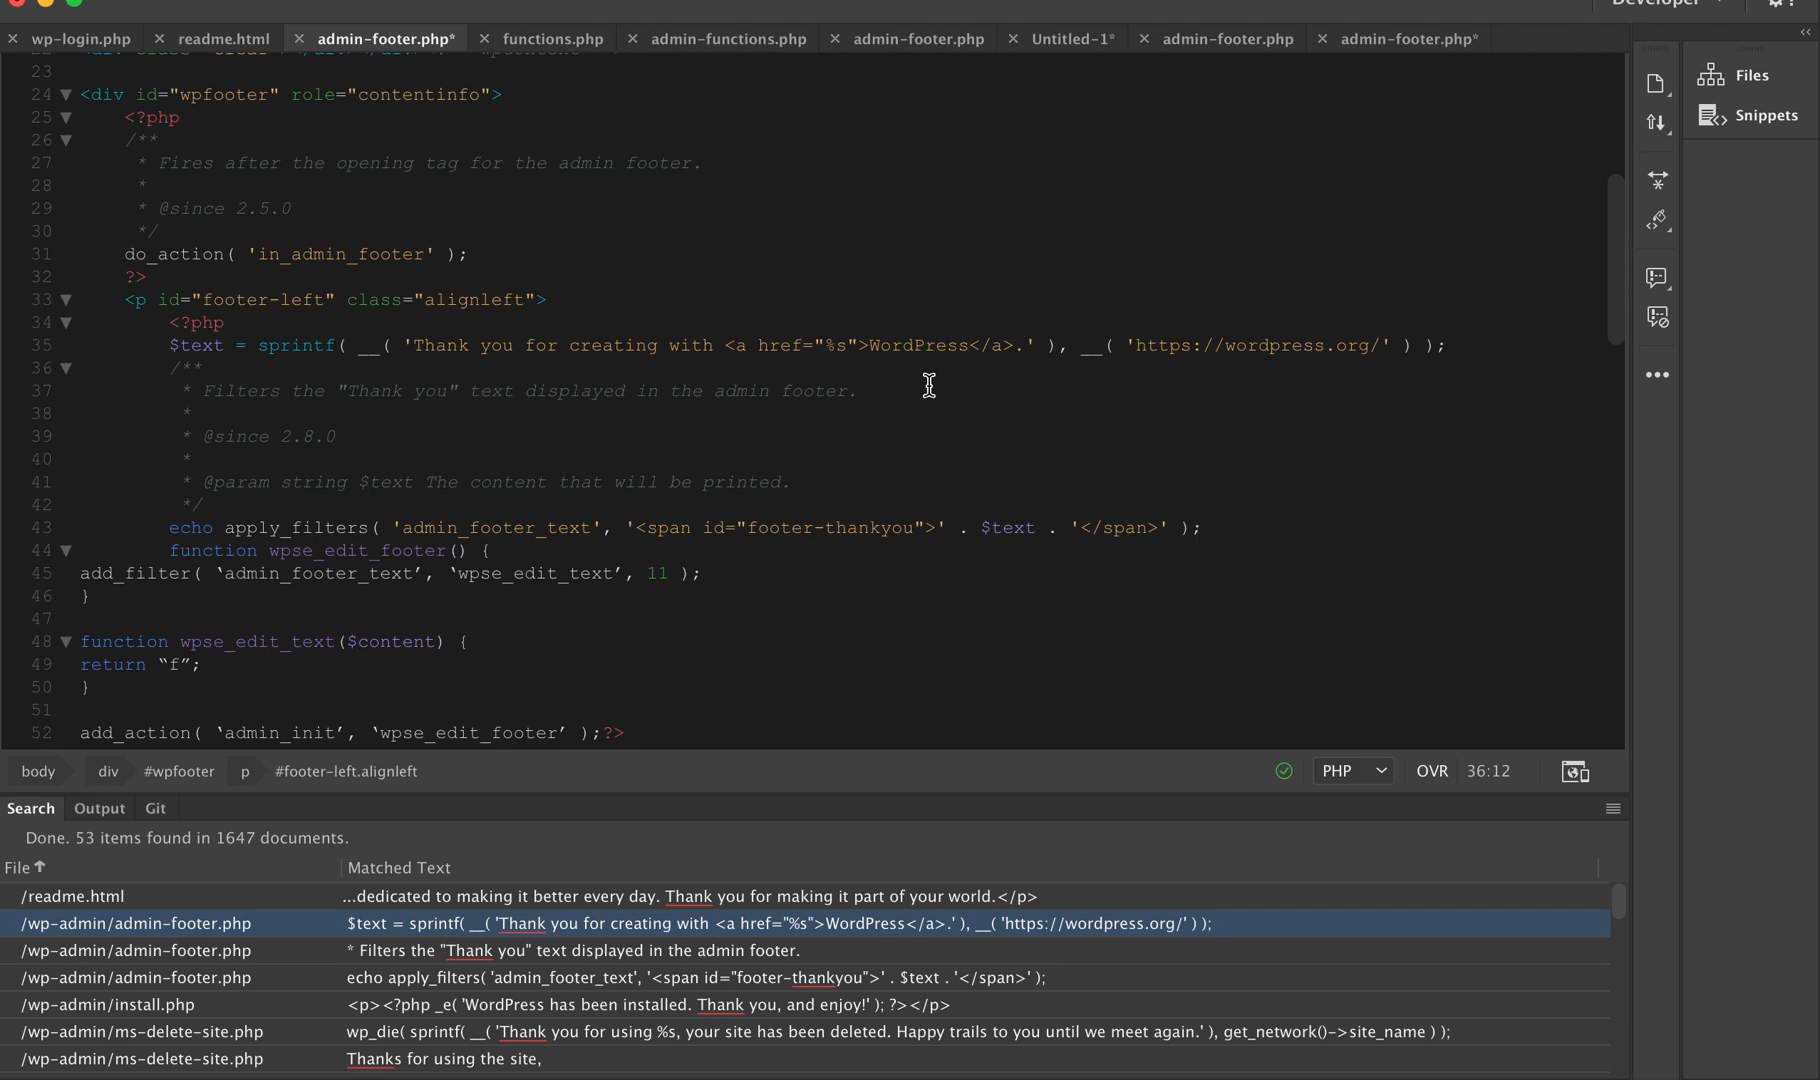 Developer
wp-login.php readme.html admin-footer.php* functions.php admin-functions.php admin-footer.php Untitled-1* admin-footer.php admin-footer.php*
23
24 <div id="wpfooter" role="contentinfo">
25 <?php
26 /**
27 * Fires after the opening tag for the admin footer.
28 *
29 * @since 2.5.0
30 */
31 do_action( 'in_admin_footer' );
32 ?>
33 <p id="footer-left" class="alignleft">
34 <?php
35 $text = sprintf( __( 'Thank you for creating with <a href="%s">WordPress</a>.' ), __( 'https://wordpress.org/' ) );
36 /**
37 * Filters the "Thank you" text displayed in the admin footer.
38 *
39 * @since 2.8.0
40 *
41 * @param string $text The content that will be printed.
42 */
43 echo apply_filters( 'admin_footer_text', '<span id="footer-thankyou">' . $text . '</span>' );
44 function wpse_edit_footer() {
45 add_filter( ‘admin_footer_text’, ‘wpse_edit_text’, 11 );
46 }
47
48 function wpse_edit_text($content) {
49 return “f”;
50 }
51
52 add_action( ‘admin_init’, ‘wpse_edit_footer’ );?>
Files
Snippets
body div #wpfooter p #footer-left.alignleft PHP OVR 36:12
Search Output Git
Done. 53 items found in 1647 documents.
File Matched Text
/readme.html ...dedicated to making it better every day. Thank you for making it part of your world.</p>
/wp-admin/admin-footer.php $text = sprintf( __( 'Thank you for creating with <a href="%s">WordPress</a>.' ), __( 'https://wordpress.org/' ) );
/wp-admin/admin-footer.php * Filters the "Thank you" text displayed in the admin footer.
/wp-admin/admin-footer.php echo apply_filters( 'admin_footer_text', '<span id="footer-thankyou">' . $text . '</span>' );
/wp-admin/install.php <p><?php _e( 'WordPress has been installed. Thank you, and enjoy!' ); ?></p>
/wp-admin/ms-delete-site.php wp_die( sprintf( __( 'Thank you for using %s, your site has been deleted. Happy trails to you until we meet again.' ), get_network()->site_name ) );
/wp-admin/ms-delete-site.php Thanks for using the site,